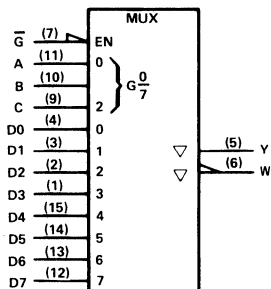 MUX
G̅ (7) EN
A (11) 0
B (10) G 0/7
C (9) 2
D0 (4) 0
D1 (3) 1 ▽ (5) Y
D2 (2) 2 ▽ (6) W
D3 (1) 3
D4 (15) 4
D5 (14) 5
D6 (13) 6
D7 (12) 7